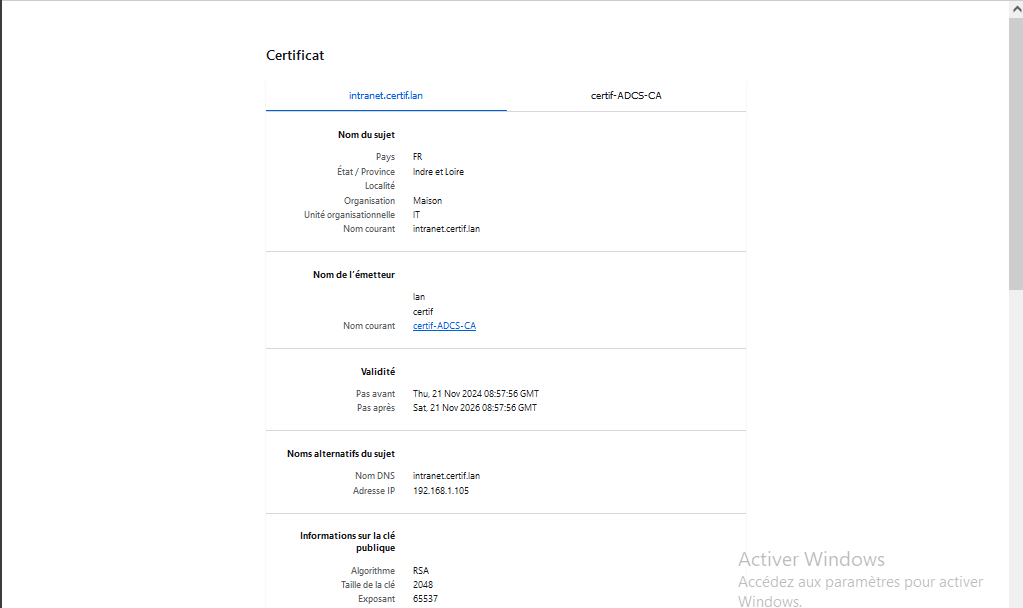 Certificat
intranet.certif.lan certif-ADCS-CA
Nom du sujet
Pays FR
État / Province Indre et Loire
Localité
Organisation Maison
Unité organisationnelle IT
Nom courant intranet.certif.lan
Nom de l'émetteur
lan
certif
Nom courant certif-ADCS-CA
Validité
Pas avant Thu, 21 Nov 2024 08:57:56 GMT
Pas après Sat, 21 Nov 2026 08:57:56 GMT
Noms alternatifs du sujet
Nom DNS intranet.certif.lan
Adresse IP 192.168.1.105
Informations sur la clé
publique
Algorithme RSA
Taille de la clé 2048
Exposant 65537
Activer Windows
Accédez aux paramètres pour activer
Windows.